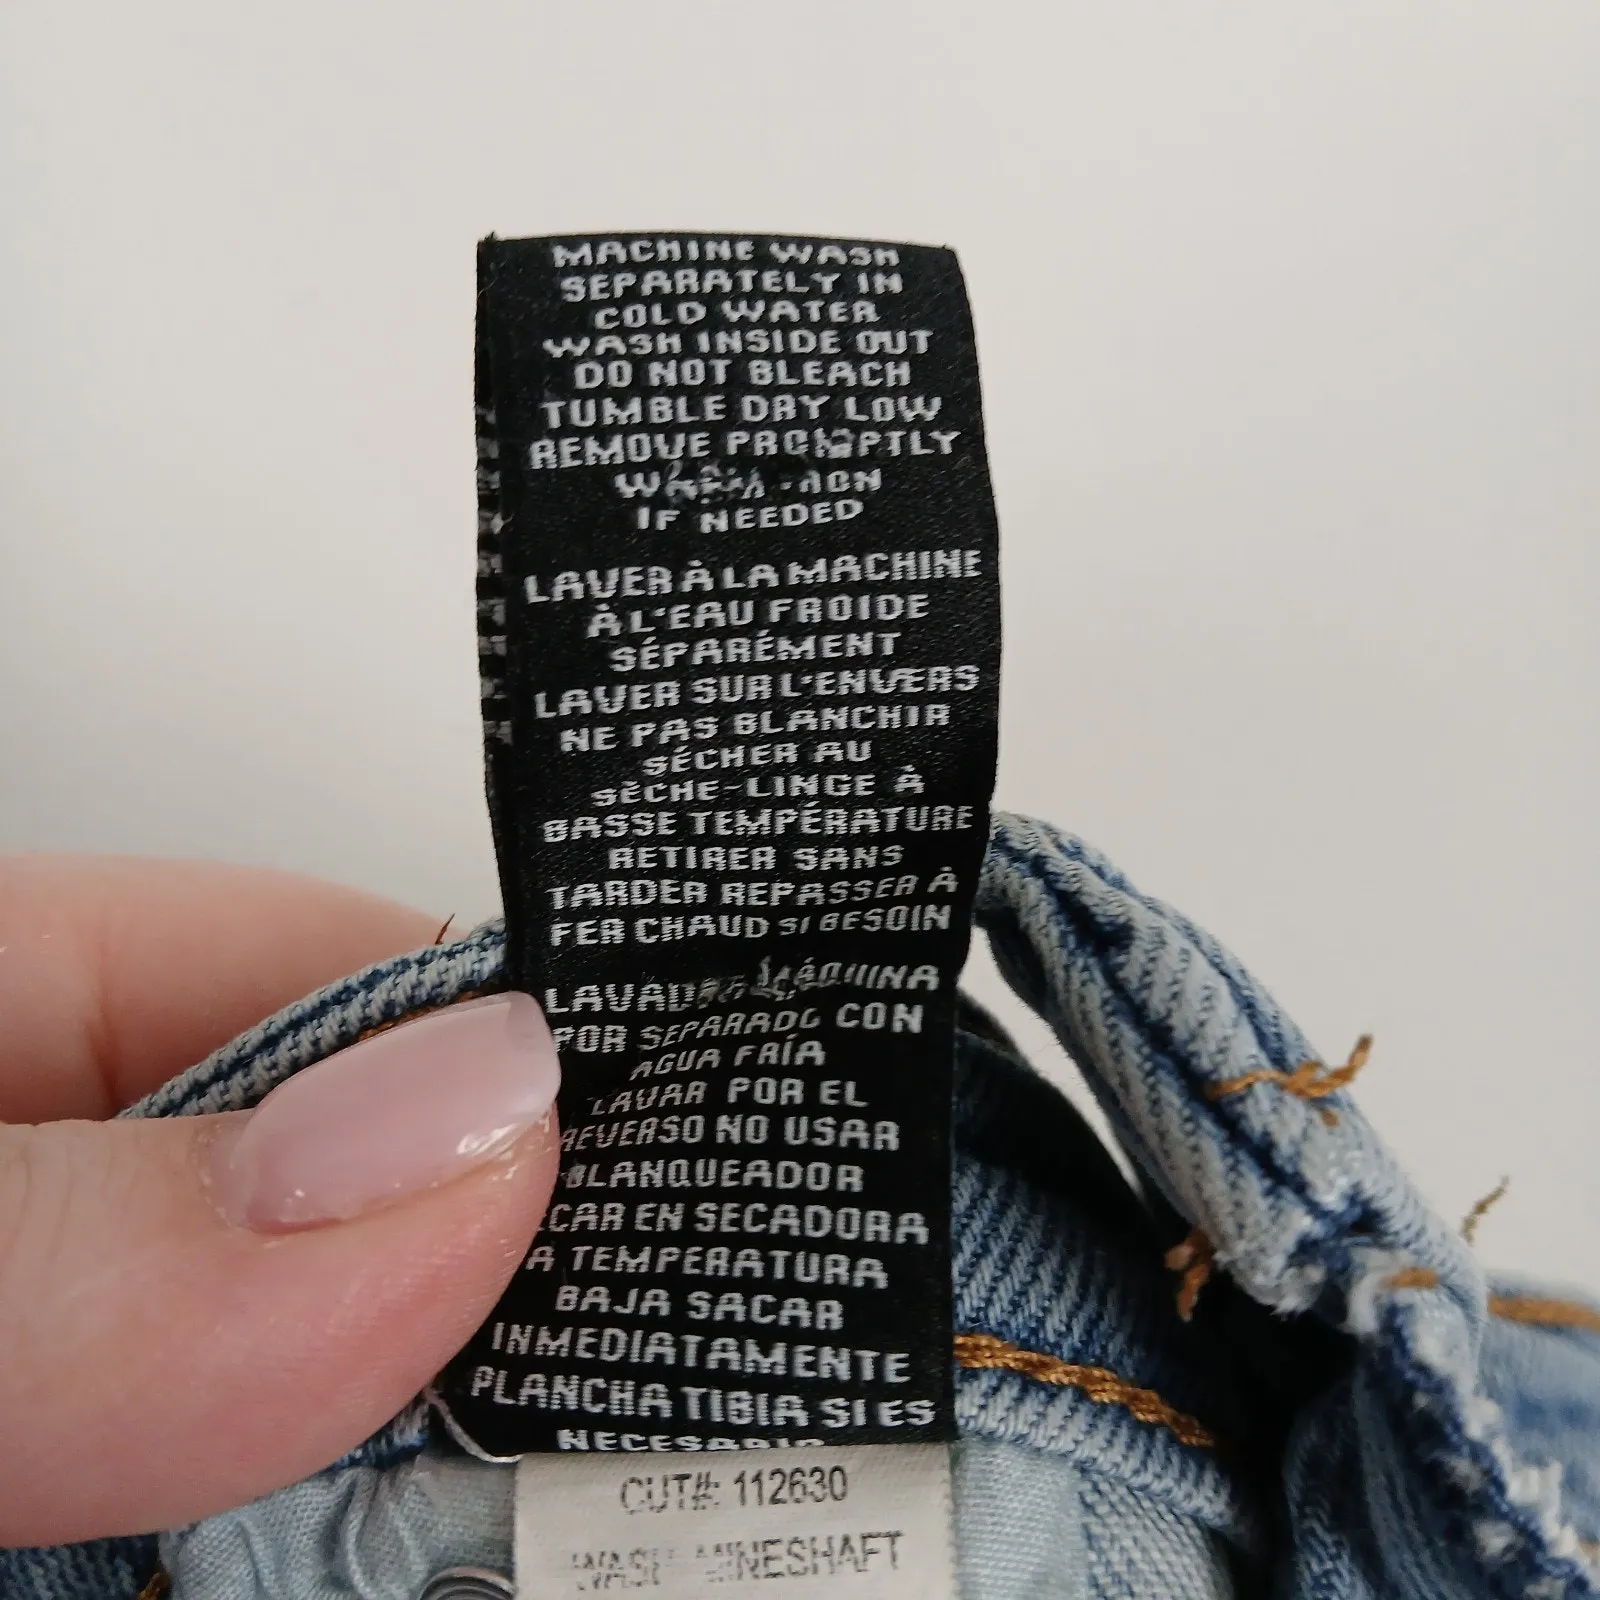 MACHINE WASH
SEPARATELY IN
COLD WATER
WASH INSIDE OUT
DO NOT BLEACH
TUMBLE DRY LOW
REMOVE PROMPTLY
IF NEEDED
LAVER À LA MACHINE
À L'EAU FROIDE
SÉPARÉMENT
LAVER SUR L'ENVERS
NE PAS BLANCHIR
SÉCHER AU
SÈCHE-LINGE À
BASSE TEMPÉRATURE
RETIRER SANS
TARDER REPASSER À
FER CHAUD SI BESOIN
POR SEPARADO CON
AGUA FRÍA
LAVAR POR EL
REVERSO NO USAR
BLANQUEADOR
EN SECADORA
A TEMPERATURA
BAJA SACAR
INMEDIATAMENTE
PLANCHA TIBIA SI ES
NECESARIO
CUT#: 112630
WASH MINESHAFT